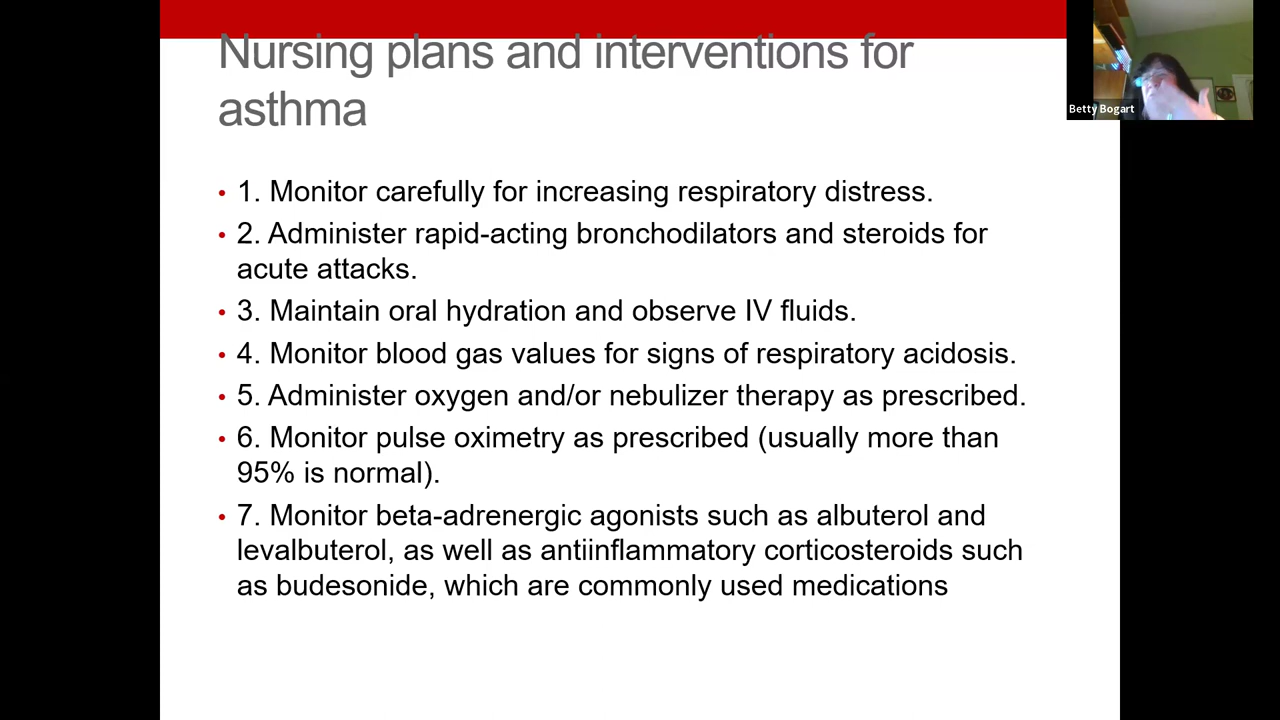 Nursing plans and interventions for
asthma
Betty Bogart
• 1. Monitor carefully for increasing respiratory distress.
• 2. Administer rapid-acting bronchodilators and steroids for
acute attacks.
• 3. Maintain oral hydration and observe IV fluids.
• 4. Monitor blood gas values for signs of respiratory acidosis.
• 5. Administer oxygen and/or nebulizer therapy as prescribed.
• 6. Monitor pulse oximetry as prescribed (usually more than
95% is normal).
• 7. Monitor beta-adrenergic agonists such as albuterol and
levalbuterol, as well as antiinflammatory corticosteroids such
as budesonide, which are commonly used medications